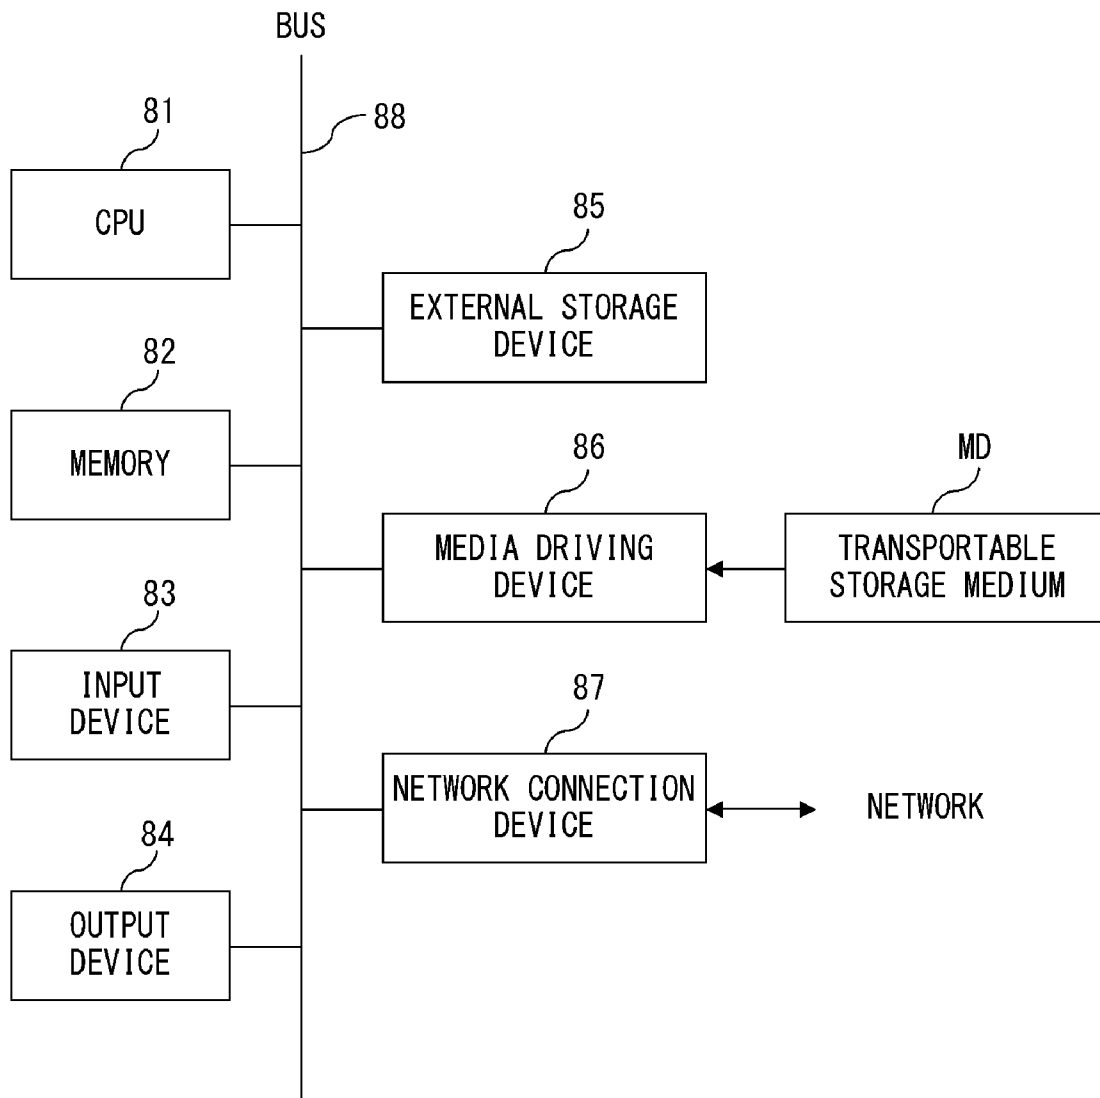 BUS
88
81
CPU
85
EXTERNAL STORAGE
DEVICE
82
MEMORY
86
MEDIA DRIVING
DEVICE
MD
TRANSPORTABLE
STORAGE MEDIUM
83
INPUT
DEVICE
87
NETWORK CONNECTION
DEVICE
NETWORK
84
OUTPUT
DEVICE